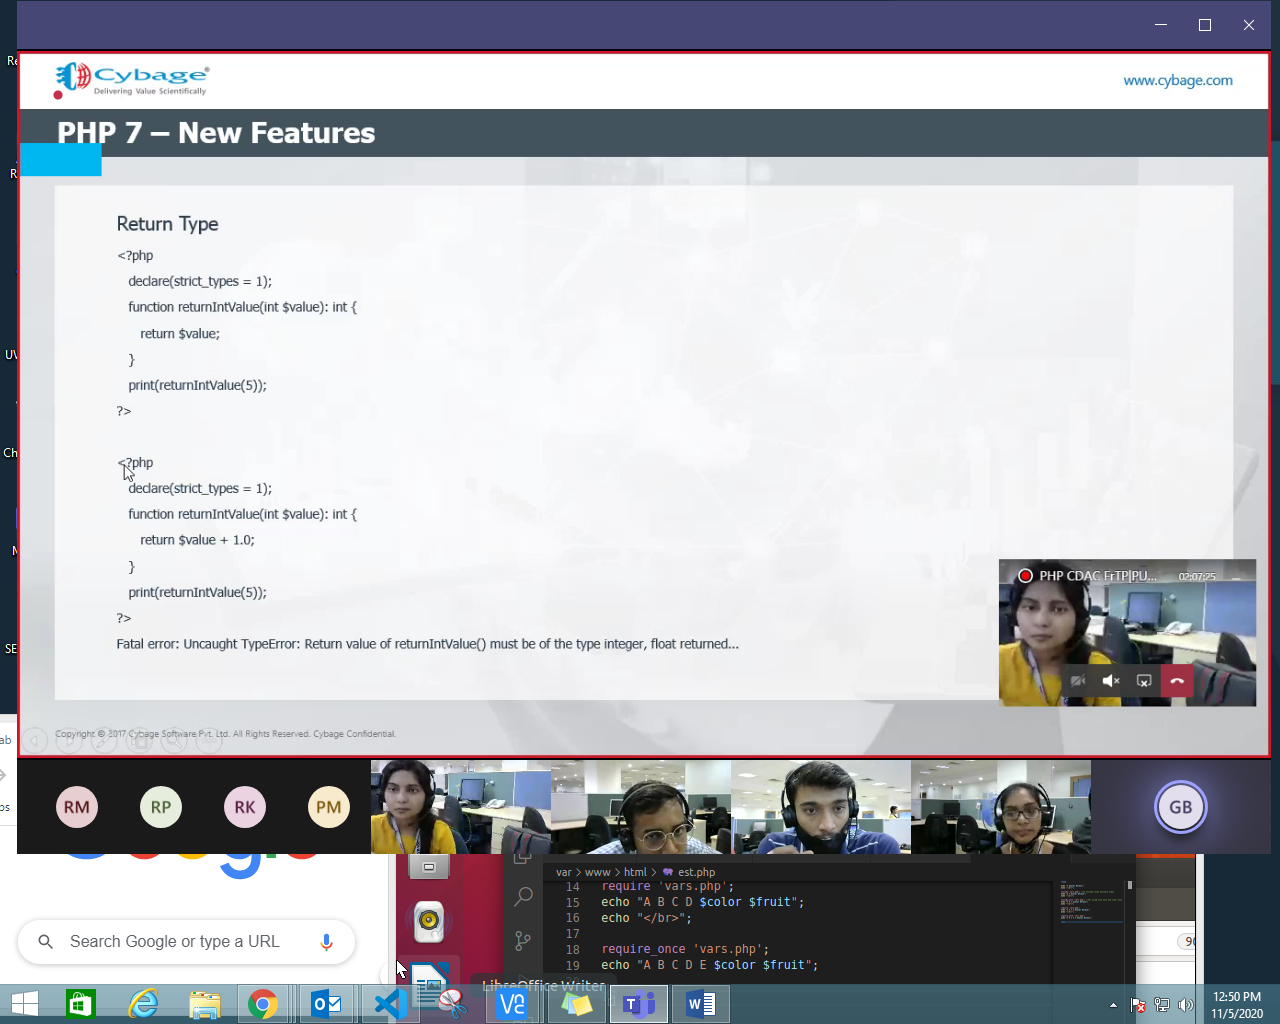 Cybage
Delivering Value Scientifically
www.cybage.com
PHP 7 – New Features
Return Type
<?php
declare(strict_types = 1);
function returnIntValue(int $value): int {
return $value;
}
print(returnIntValue(5));
?>
<?php
declare(strict_types = 1);
function returnIntValue(int $value): int {
return $value + 1.0;
}
print(returnIntValue(5));
?>
Fatal error: Uncaught TypeError: Return value of returnIntValue() must be of the type integer, float returned...
PHP CDAC FrTP|PU... 02:07:25
Copyright © 2017 Cybage Software Pvt. Ltd. All Rights Reserved. Cybage Confidential.
RM
RP
RK
PM
GB
var > www > html > est.php
14 require 'vars.php';
15 echo "A B C D $color $fruit";
16 echo "</br>";
17
18 require_once 'vars.php';
19 echo "A B C D E $color $fruit";
Search Google or type a URL
LibreOffice Writer
12:50 PM
11/5/2020